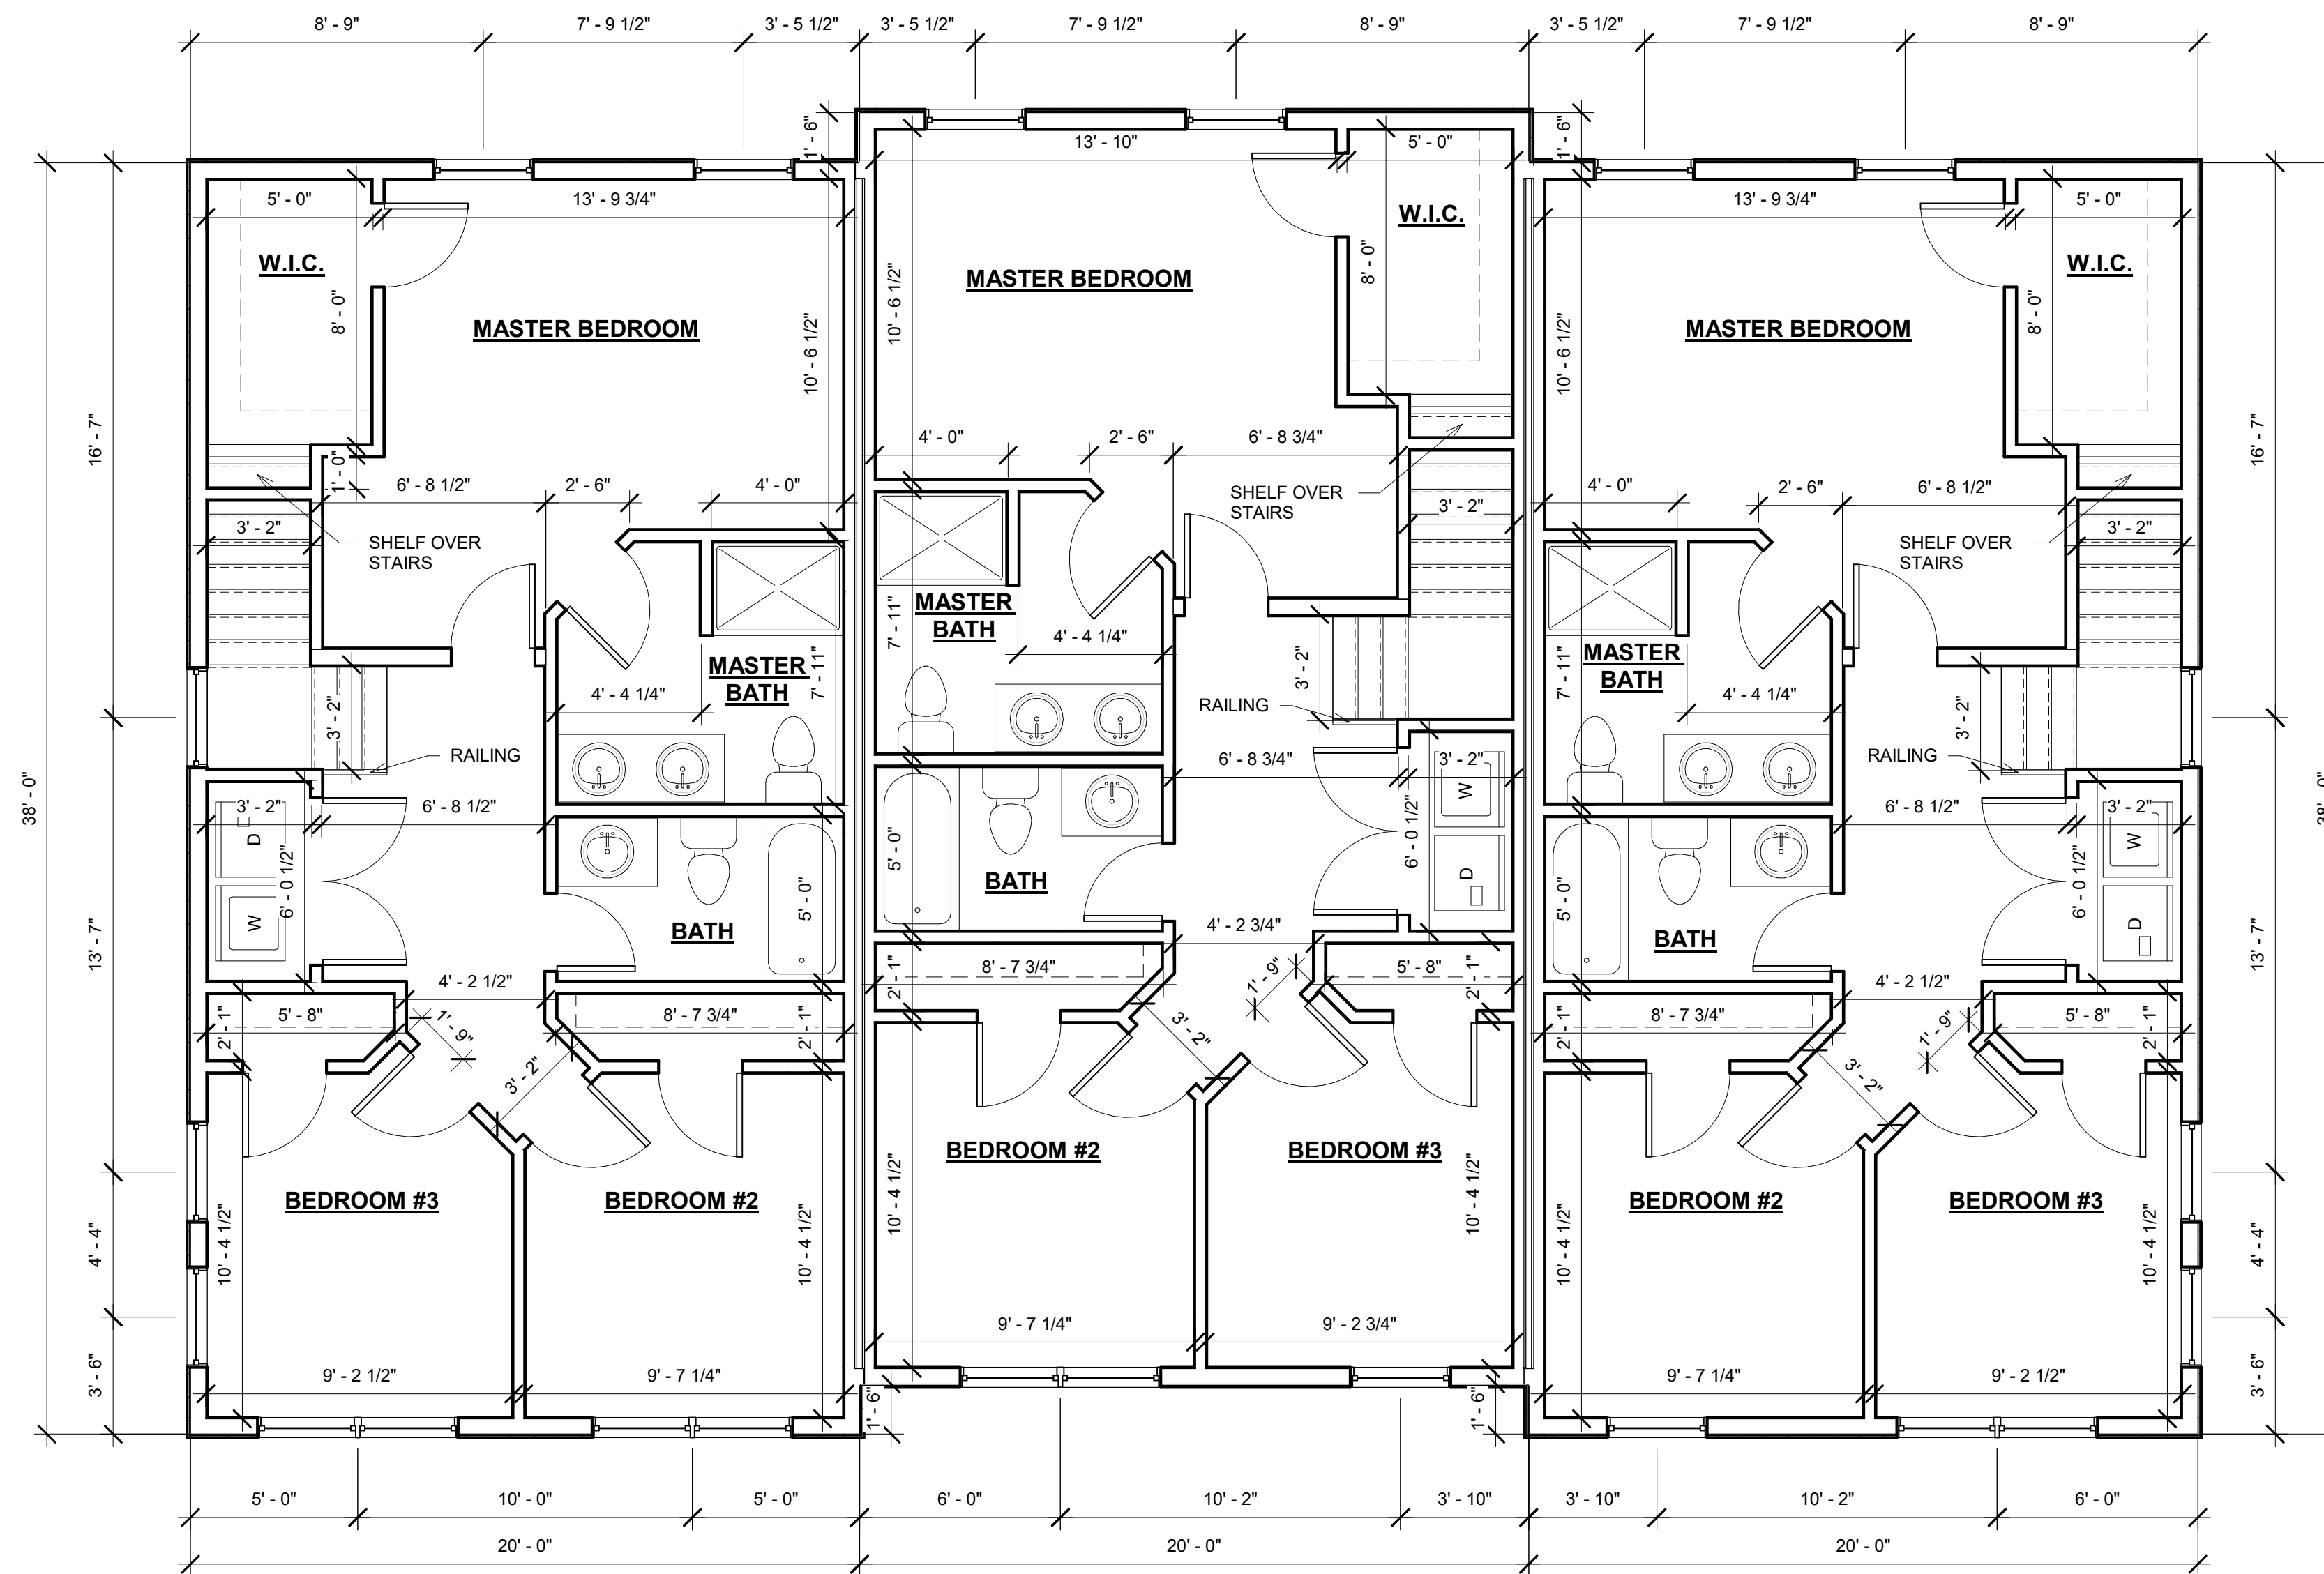 8' - 9" 7' - 9 1/2" 3' - 5 1/2" 3' - 5 1/2" 7' - 9 1/2" 8' - 9" 3' - 5 1/2" 7' - 9 1/2" 8' - 9"
1' - 6" 1' - 6"
13' - 10" 5' - 0"
5' - 0" 13' - 9 3/4" 13' - 9 3/4" 5' - 0"
W.I.C.
W.I.C. W.I.C.
8' - 0"
MASTER BEDROOM
10' - 6 1/2"
8' - 0"
MASTER BEDROOM
10' - 6 1/2"
10' - 6 1/2"
MASTER BEDROOM
8' - 0"
16' - 7" 16' - 7"
4' - 0" 2' - 6" 6' - 8 3/4"
1' - 0"
6' - 8 1/2" 2' - 6" 4' - 0" 4' - 0" 2' - 6" 6' - 8 1/2"
SHELF OVER
STAIRS
3' - 2" 3' - 2" 3' - 2"
SHELF OVER
STAIRS
SHELF OVER
STAIRS
MASTER
BATH
7' - 11"
4' - 4 1/4"
MASTER
BATH
7' - 11"
4' - 4 1/4"
MASTER
BATH
7' - 11"
4' - 4 1/4"
3' - 2"
3' - 2"
3' - 2"
RAILING
RAILING
RAILING
38' - 0" 38' - 0"
6' - 8 3/4" 3' - 2"
3' - 2" 6' - 8 1/2" 6' - 8 1/2" 3' - 2"
W
D
6' - 0 1/2"
D
W
6' - 0 1/2"
W
D
6' - 0 1/2"
5' - 0"
BATH
5' - 0"
BATH
5' - 0"
BATH
13' - 7" 13' - 7"
4' - 2 3/4"
4' - 2 1/2" 4' - 2 1/2"
2' - 1" 8' - 7 3/4" 1' - 9" 5' - 8" 2' - 1"
2' - 1" 5' - 8" 1' - 9" 8' - 7 3/4" 2' - 1"
2' - 1" 8' - 7 3/4" 1' - 9" 5' - 8" 2' - 1"
3' - 2"
3' - 2"
3' - 2"
BEDROOM #2 BEDROOM #3
BEDROOM #3 BEDROOM #2 BEDROOM #2 BEDROOM #3
10' - 4 1/2" 10' - 4 1/2" 10' - 4 1/2" 10' - 4 1/2" 10' - 4 1/2" 10' - 4 1/2"
4' - 4" 4' - 4"
9' - 7 1/4" 9' - 2 3/4"
9' - 2 1/2" 9' - 7 1/4" 9' - 7 1/4" 9' - 2 1/2"
3' - 6" 3' - 6"
1' - 6" 1' - 6"
5' - 0" 10' - 0" 5' - 0" 6' - 0" 10' - 2" 3' - 10" 3' - 10" 10' - 2" 6' - 0"
20' - 0" 20' - 0" 20' - 0"